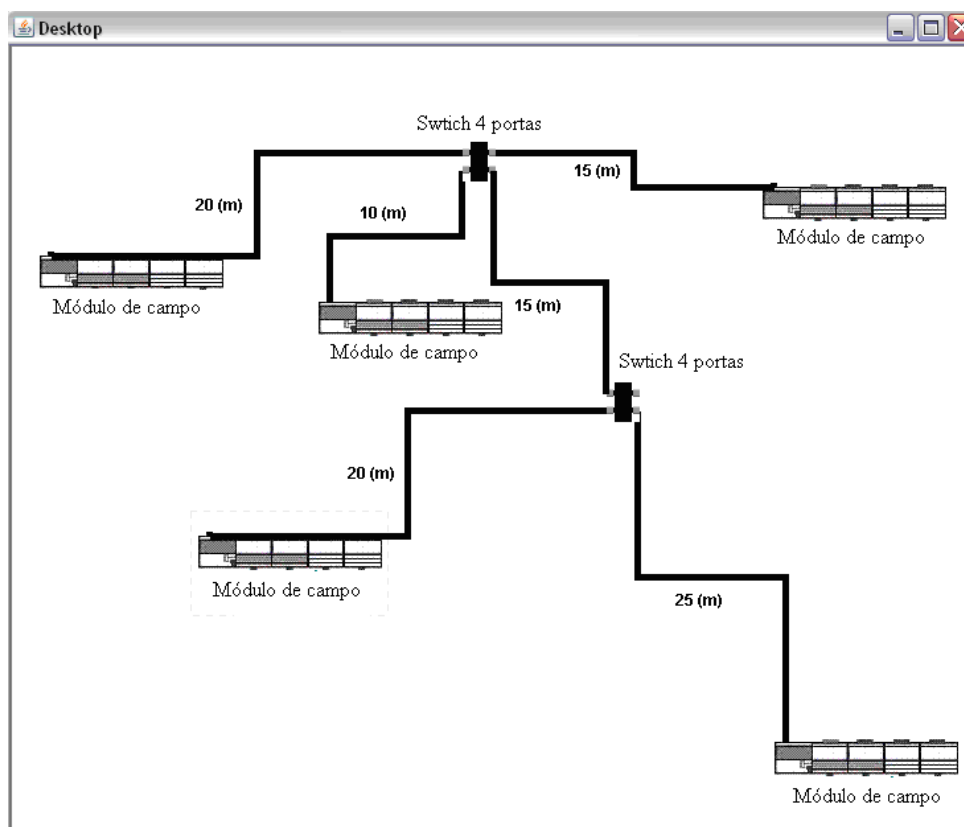 Desktop
Swtich 4 portas
15 (m)
20 (m)
10 (m)
Módulo de campo
Módulo de campo
15 (m)
Módulo de campo
Swtich 4 portas
20 (m)
Módulo de campo
25 (m)
Módulo de campo